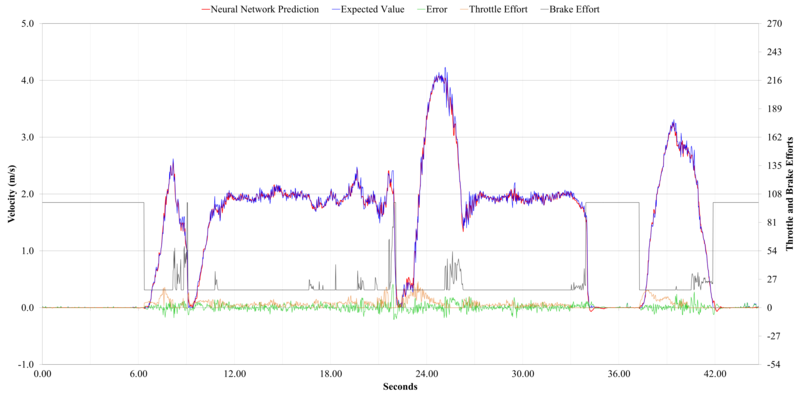 Neural Network Prediction Expected Value Error Throttle Effort Brake Effort
5.0 270
243
4.0 216
189
3.0 162
135
2.0 108
81
1.0 54
27
0.0 0
-27
-1.0 -54
Velocity (m/s)
Throttle and Brake Efforts
0.00 6.00 12.00 18.00 24.00 30.00 36.00 42.00
Seconds